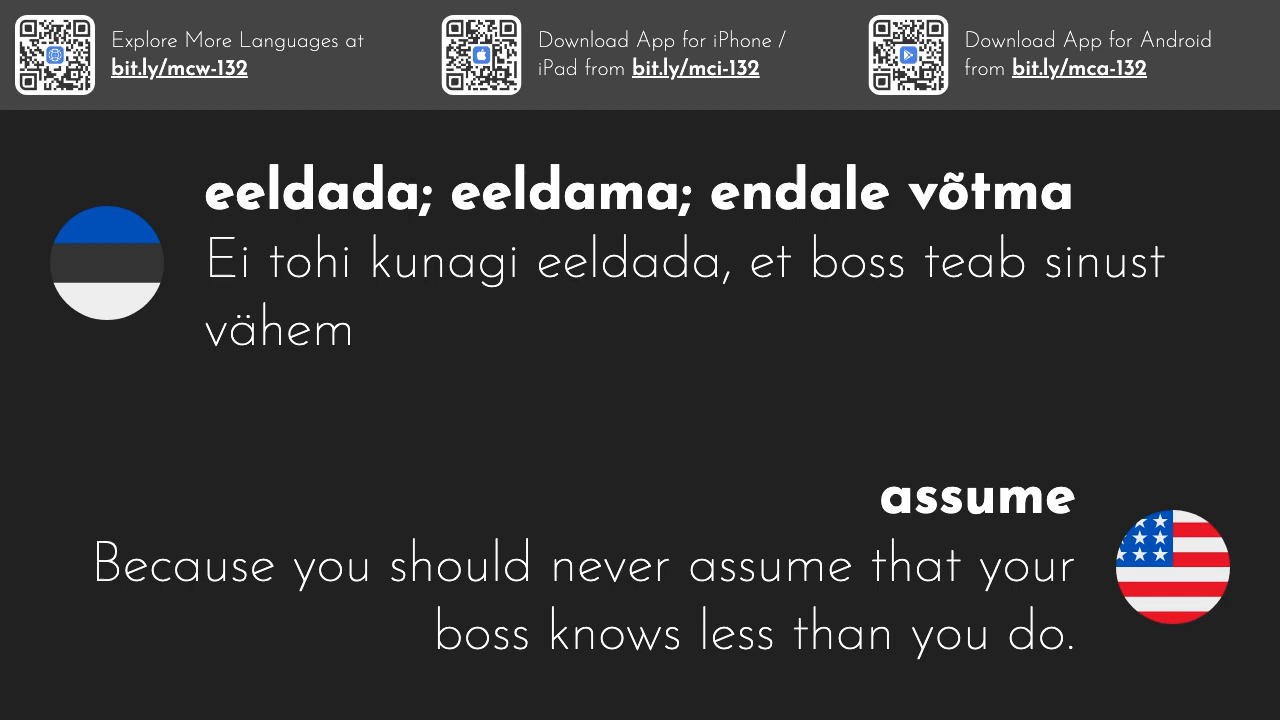 Explore More Languages at
bit.ly/mcw-132
Download App for iPhone /
iPad from bit.ly/mci-132
Download App for Android
from bit.ly/mca-132
eeldada; eeldama; endale võtma
Ei tohi kunagi eeldada, et boss teab sinust
vähem
assume
Because you should never assume that your
boss knows less than you do.